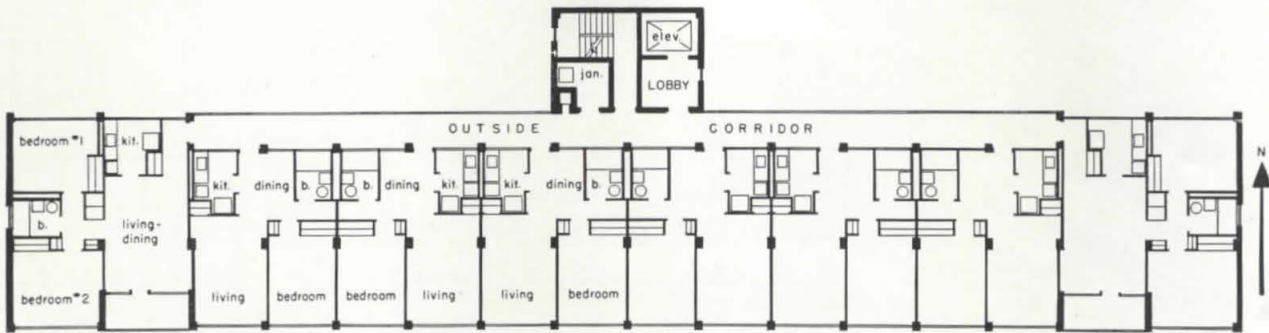 elev.
jan.
LOBBY
OUTSIDE CORRIDOR
bedroom #1
kit.
kit.
dining
b.
b.
dining
kit.
kit.
dining
b.
N
b.
living-
dining
bedroom #2
living
bedroom
bedroom
living
living
bedroom